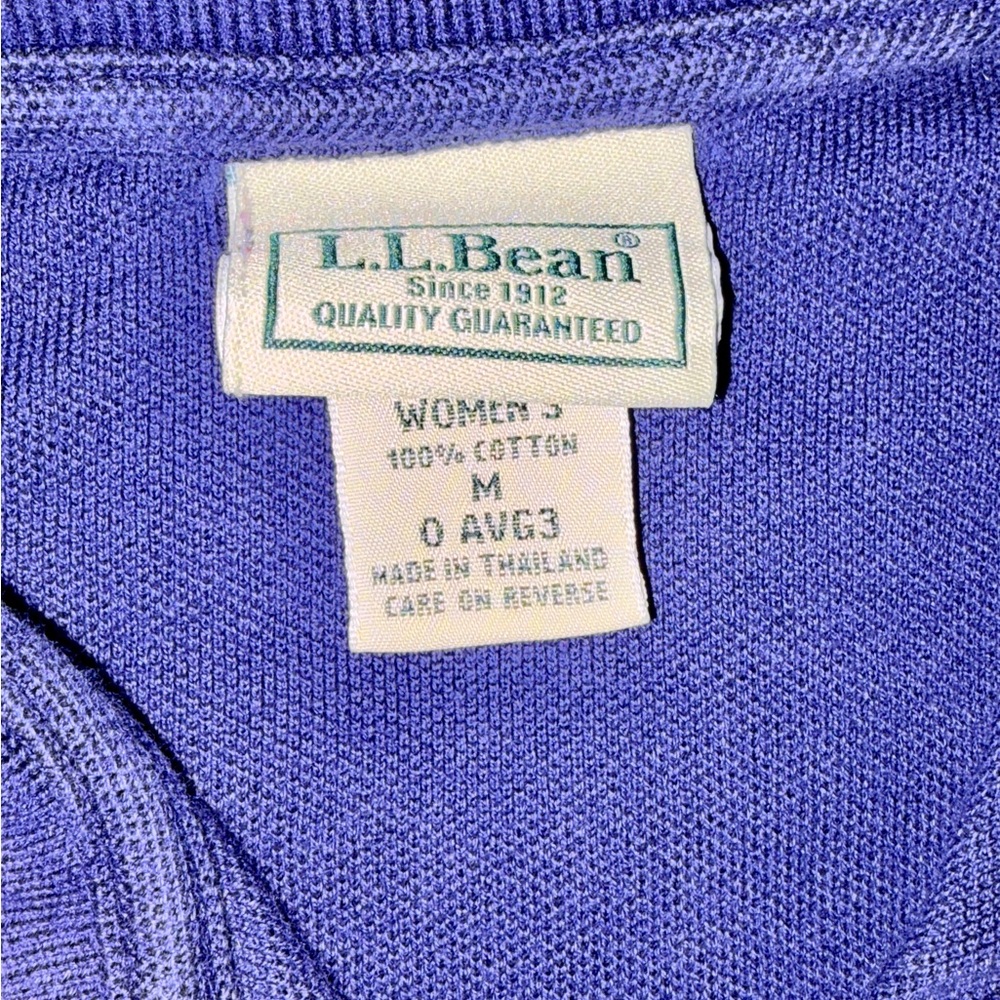 L.L.Bean®
Since 1912
QUALITY GUARANTEED
WOMEN'S
100% COTTON
M
0 AVG3
MADE IN THAILAND
CARE ON REVERSE